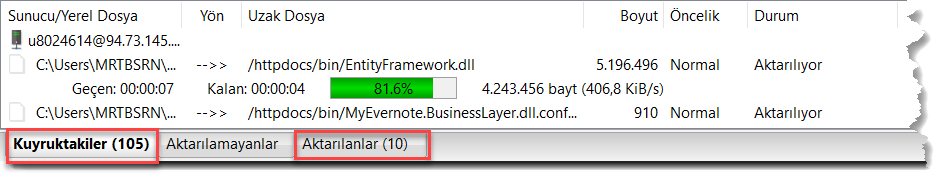 Sunucu/Yerel Dosya Yön Uzak Dosya Boyut Öncelik Durum
u8024614@94.73.145....
C:\Users\MRTBSRN\... -->> /httpdocs/bin/EntityFramework.dll 5.196.496 Normal Aktarılıyor
Geçen: 00:00:07 Kalan: 00:00:04 81.6% 4.243.456 bayt (406,8 KiB/s)
C:\Users\MRTBSRN\... -->> /httpdocs/bin/MyEvernote.BusinessLayer.dll.conf... 910 Normal Aktarılıyor
Kuyruktakiler (105) Aktarılamayanlar Aktarılanlar (10)